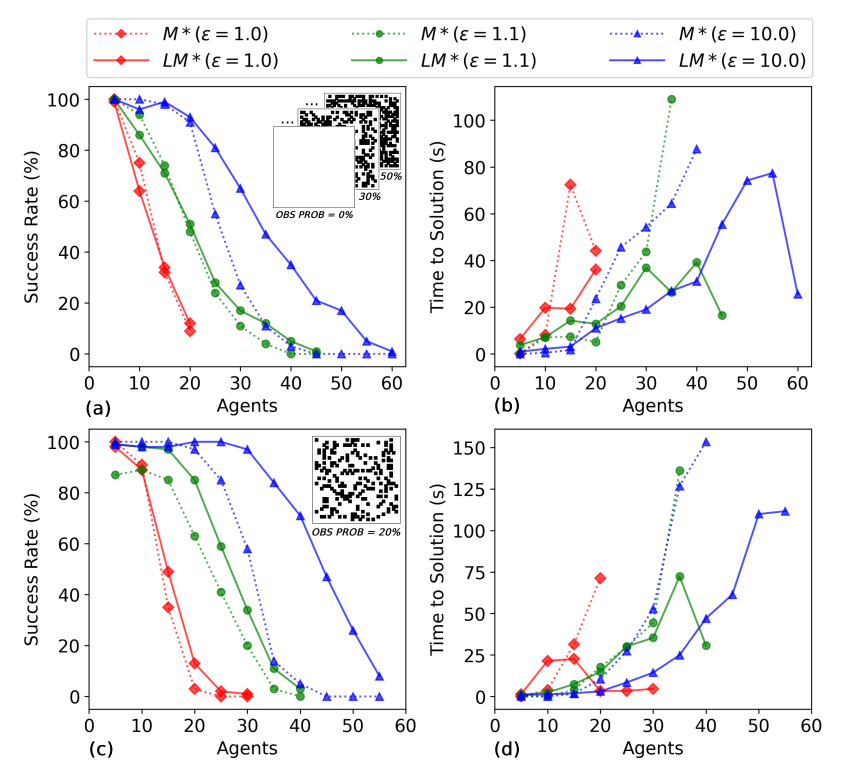 M*(ε = 1.0) M*(ε = 1.1) M*(ε = 10.0)
LM*(ε = 1.0) LM*(ε = 1.1) LM*(ε = 10.0)
Success Rate (%)
100
80
60
40
20
0
0 10 20 30 40 50 60
(a) Agents
... ...
50%
30%
OBS PROB = 0%
Time to Solution (s)
100
80
60
40
20
0
0 10 20 30 40 50 60
(b) Agents
Success Rate (%)
100
80
60
40
20
0
0 10 20 30 40 50 60
(c) Agents
OBS PROB = 20%
Time to Solution (s)
150
125
100
75
50
25
0
0 10 20 30 40 50 60
(d) Agents